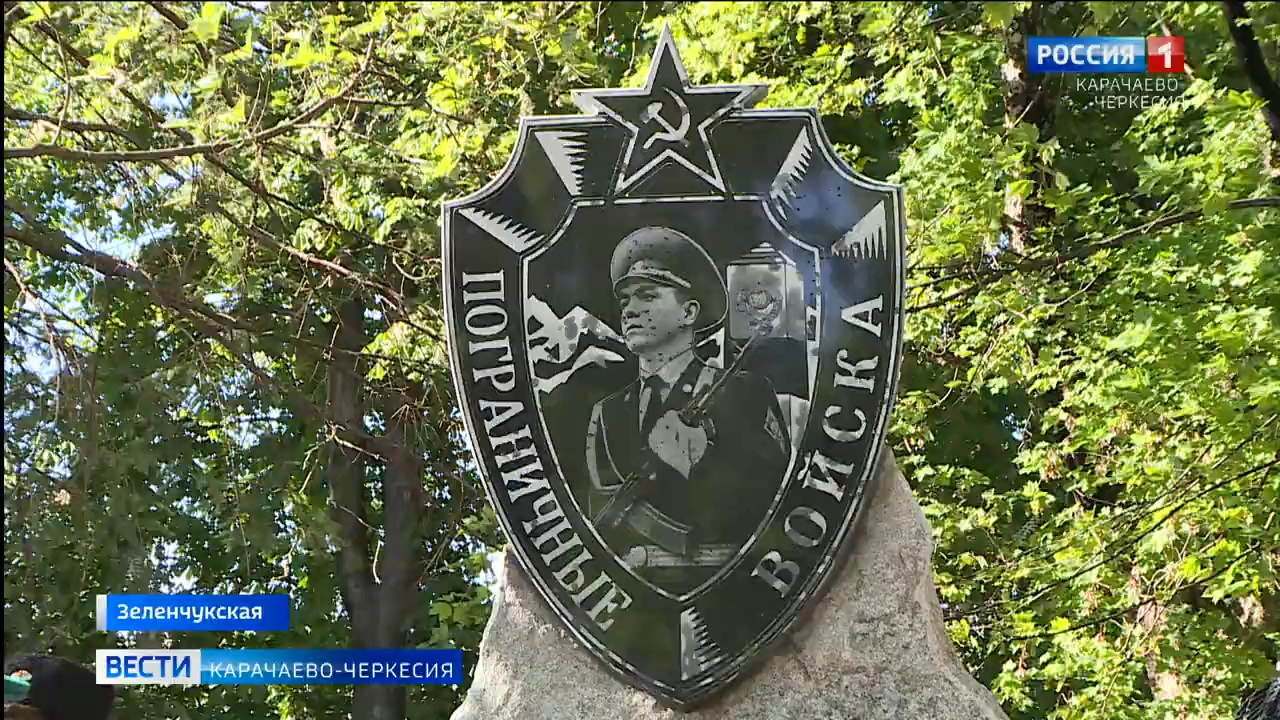 РОССИЯ 1
КАРАЧАЕВО-
ЧЕРКЕСИЯ
ПОГРАНИЧНЫЕ
ВОЙСКА
Зеленчукская
ВЕСТИ КАРАЧАЕВО-ЧЕРКЕСИЯ